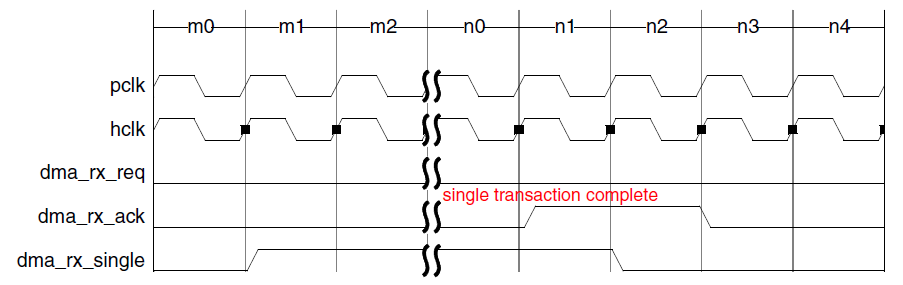 m0 m1 m2 n0 n1 n2 n3 n4
pclk
hclk
dma_rx_req
single transaction complete
dma_rx_ack
dma_rx_single